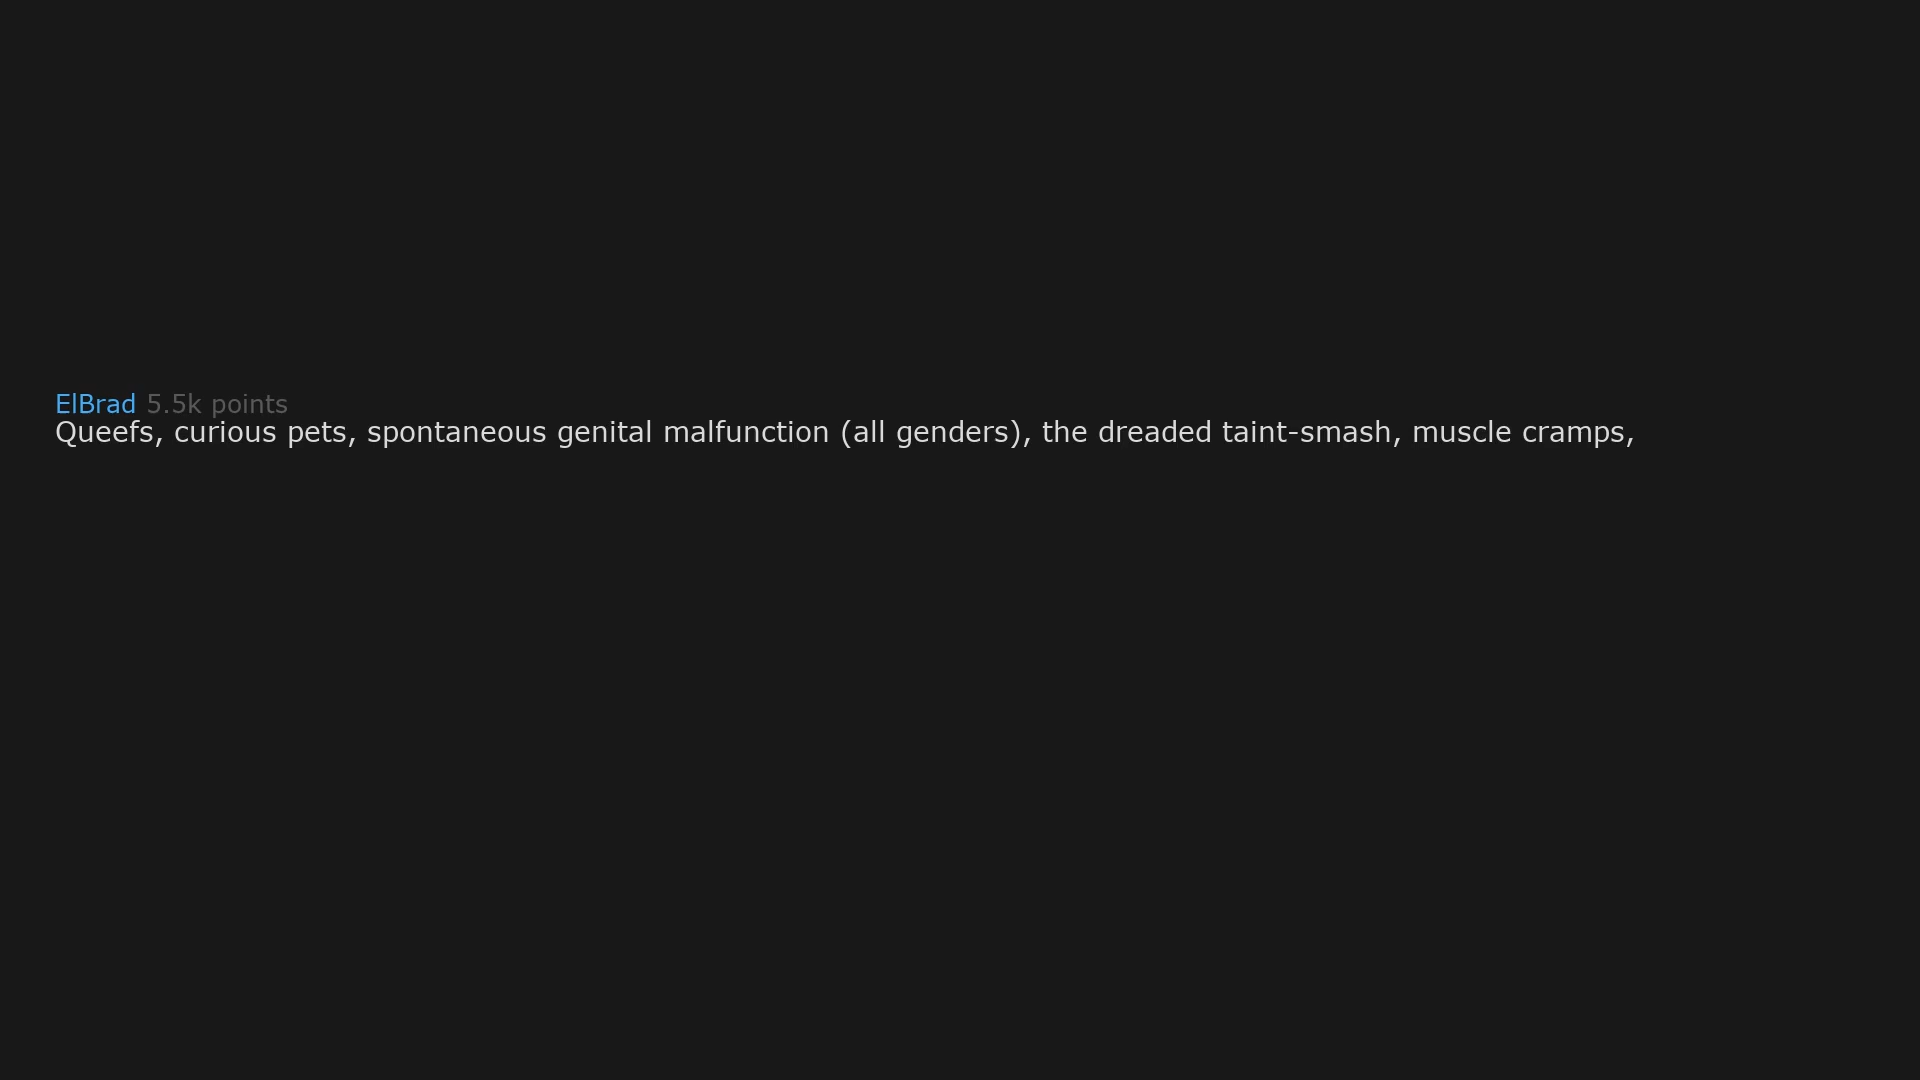 ElBrad 5.5k points
Queefs, curious pets, spontaneous genital malfunction (all genders), the dreaded taint-smash, muscle cramps,